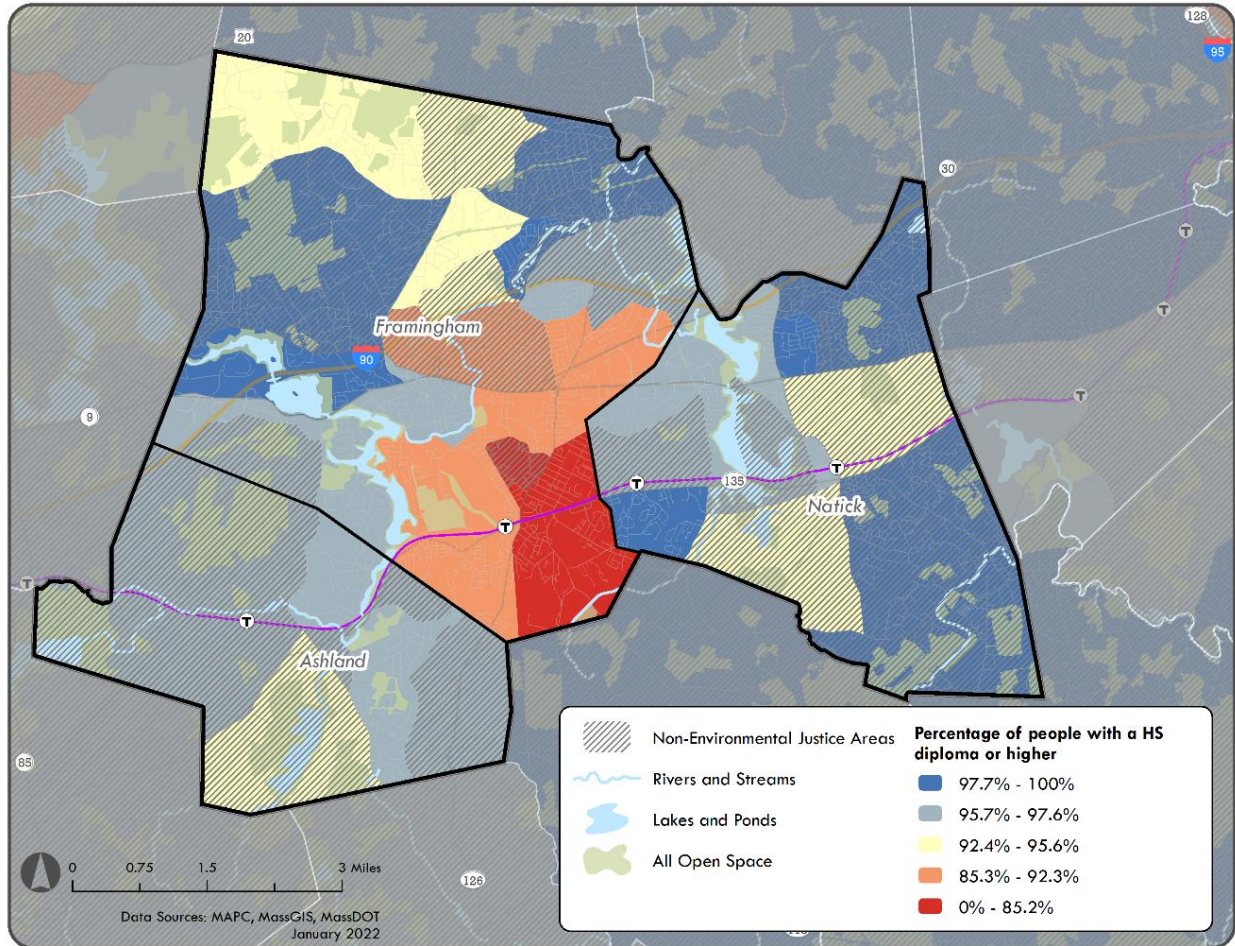 128
20
95
30
Framingham
90
9
T
T
T
T
T
135
Natick
T
T
T
Ashland
85
126
0 0.75 1.5 3 Miles
Data Sources: MAPC, MassGIS, MassDOT
January 2022
Non-Environmental Justice Areas
Rivers and Streams
Lakes and Ponds
All Open Space
Percentage of people with a HS
diploma or higher
97.7% - 100%
95.7% - 97.6%
92.4% - 95.6%
85.3% - 92.3%
0% - 85.2%